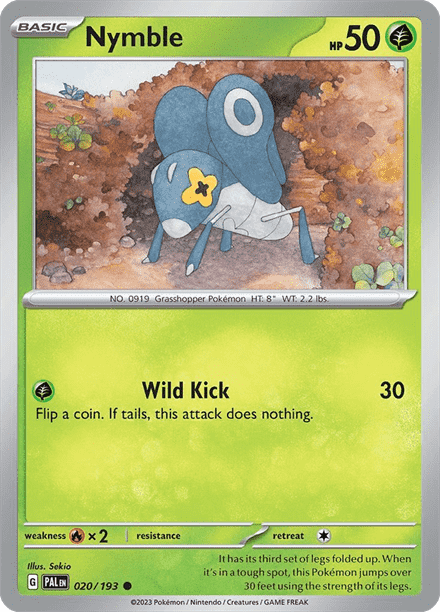 BASIC
Nymble
HP 50
NO. 0919 Grasshopper Pokémon HT: 8" WT: 2.2 lbs.
Wild Kick 30
Flip a coin. If tails, this attack does nothing.
weakness ×2 resistance retreat
Illus. Sekio
It has its third set of legs folded up. When
it's in a tough spot, this Pokémon jumps over
30 feet using the strength of its legs.
G PAL EN 020/193
©2023 Pokémon / Nintendo / Creatures / GAME FREAK